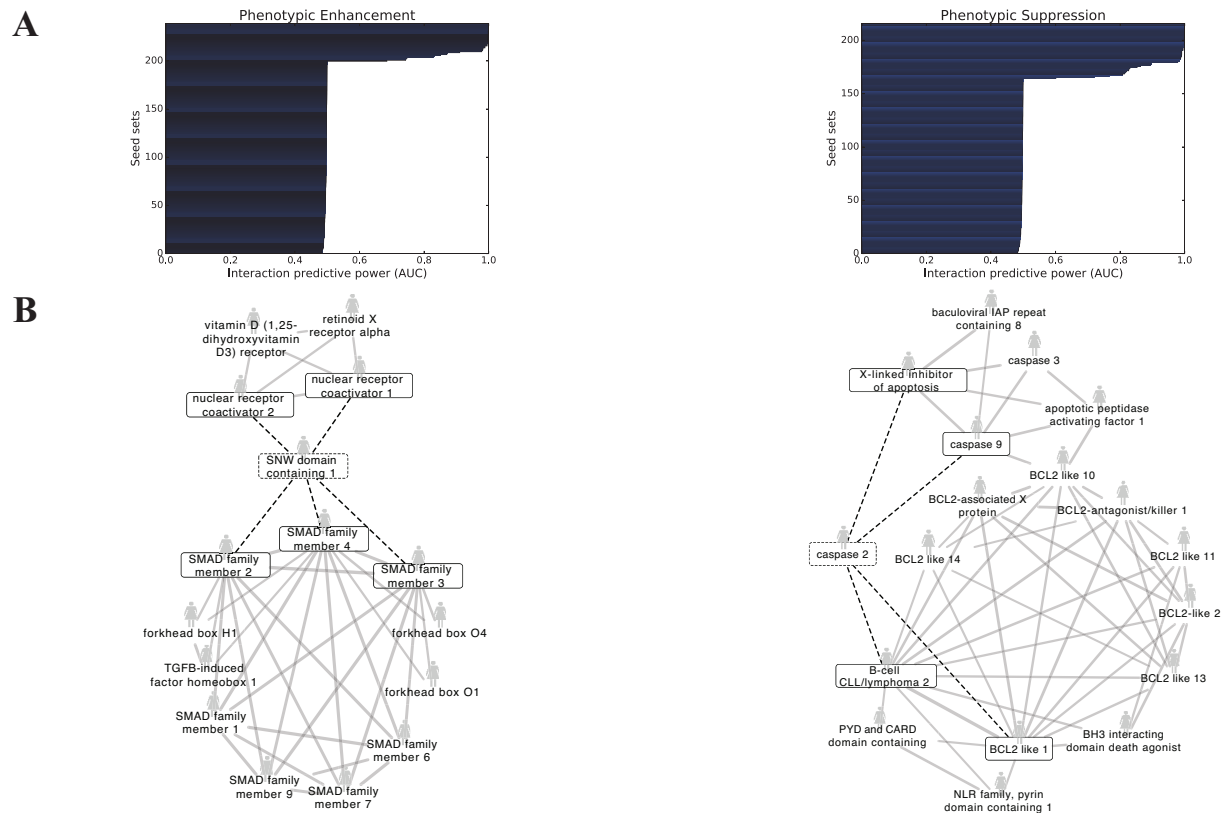 A
Phenotypic Enhancement
Seed sets
200
150
100
50
0
0.0
0.2
0.4
0.6
0.8
1.0
Interaction predictive power (AUC)
Phenotypic Suppression
Seed sets
200
150
100
50
0
0.0
0.2
0.4
0.6
0.8
1.0
Interaction predictive power (AUC)
B
vitamin D (1,25-
dihydroxyvitamin
D3) receptor
retinoid X
receptor alpha
nuclear receptor
coactivator 1
nuclear receptor
coactivator 2
SNW domain
containing 1
SMAD family
member 4
SMAD family
member 2
SMAD family
member 3
forkhead box H1
forkhead box O4
TGFB-induced
factor homeobox 1
forkhead box O1
SMAD family
member 1
SMAD family
member 6
SMAD family
member 9
SMAD family
member 7
baculoviral IAP repeat
containing 8
caspase 3
X-linked inhibitor
of apoptosis
apoptotic peptidase
activating factor 1
caspase 9
BCL2 like 10
BCL2-associated X
protein
BCL2-antagonist/killer 1
caspase 2
BCL2 like 14
BCL2 like 11
BCL2-like 2
B-cell
CLL/lymphoma 2
BCL2 like 13
PYD and CARD
domain containing
BCL2 like 1
BH3 interacting
domain death agonist
NLR family, pyrin
domain containing 1